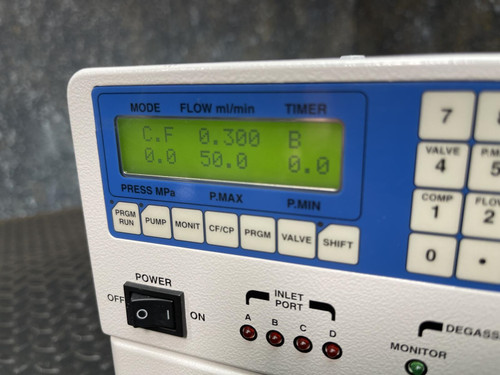 MODE FLOW ml/min TIMER
C.F 0.300 B
0.0 50.0 0.0
PRESS MPa P.MAX P.MIN
PRGM RUN PUMP MONIT CF/CP PRGM VALVE SHIFT
7
VALVE 4
COMP 1
2
0 •
POWER
OFF ON
INLET PORT
A B C D
MONITOR